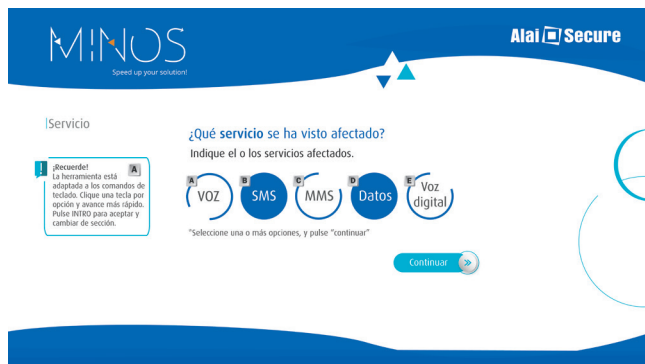 MINOS
Speed up your solution!
Alai Secure
Servicio
¿Qué servicio se ha visto afectado?
Indique el o los servicios afectados.
¡Recuerde! A
La herramienta está
adaptada a los comandos de
teclado. Clique una tecla por
opción y avance más rápido.
Pulse INTRO para aceptar y
cambiar de sección.
A
VOZ
B
SMS
C
MMS
D
Datos
E
Voz
digital
"Seleccione una o más opciones, y pulse "continuar"
Continuar